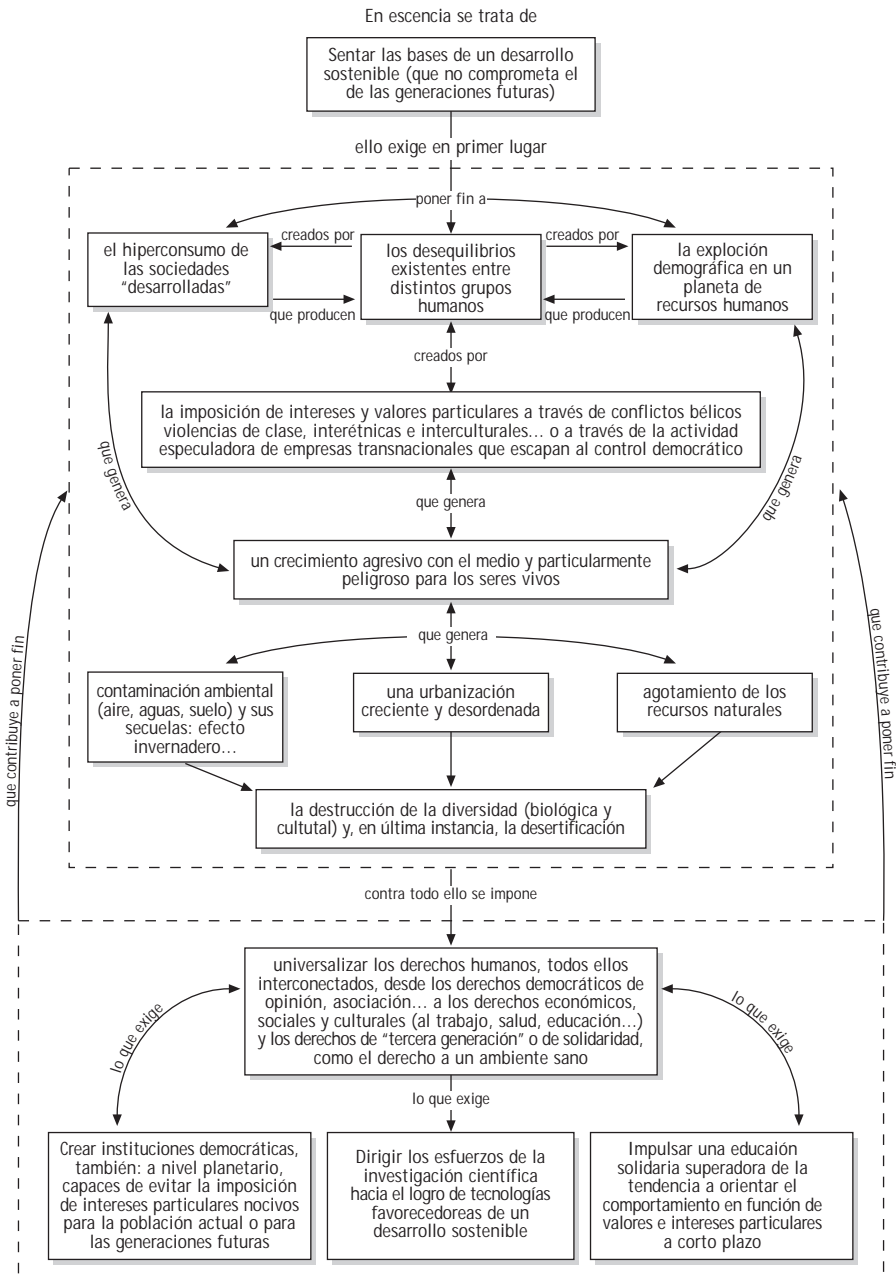 En escencia se trata de
Sentar las bases de un desarrollo
sostenible (que no comprometa el
de las generaciones futuras)
ello exige en primer lugar
poner fin a
el hiperconsumo de
las sociedades
“desarrolladas”
creados por
que producen
los desequilibrios
existentes entre
distintos grupos
humanos
creados por
que producen
la exploción
demográfica en un
planeta de
recursos humanos
creados por
la imposición de intereses y valores particulares a través de conflictos bélicos
violencias de clase, interétnicas e interculturales... o a través de la actividad
especuladora de empresas transnacionales que escapan al control democrático
que genera
que genera
que genera
un crecimiento agresivo con el medio y particularmente
peligroso para los seres vivos
que genera
contaminación ambiental
(aire, aguas, suelo) y sus
secuelas: efecto
invernadero...
una urbanización
creciente y desordenada
agotamiento de los
recursos naturales
la destrucción de la diversidad (biológica y
cultutal) y, en última instancia, la desertificación
que contribuye a poner fin
que contribuye a poner fin
contra todo ello se impone
universalizar los derechos humanos, todos ellos
interconectados, desde los derechos democráticos de
opinión, asociación... a los derechos económicos,
sociales y culturales (al trabajo, salud, educación...)
y los derechos de “tercera generación” o de solidaridad,
como el derecho a un ambiente sano
lo que exige
lo que exige
lo que exige
Crear instituciones democráticas,
también: a nivel planetario,
capaces de evitar la imposición
de intereses particulares nocivos
para la población actual o para
las generaciones futuras
Dirigir los esfuerzos de la
investigación científica
hacia el logro de tecnologías
favorecedoreas de un
desarrollo sostenible
Impulsar una educaión
solidaria superadora de la
tendencia a orientar el
comportamiento en función de
valores e intereses particulares
a corto plazo